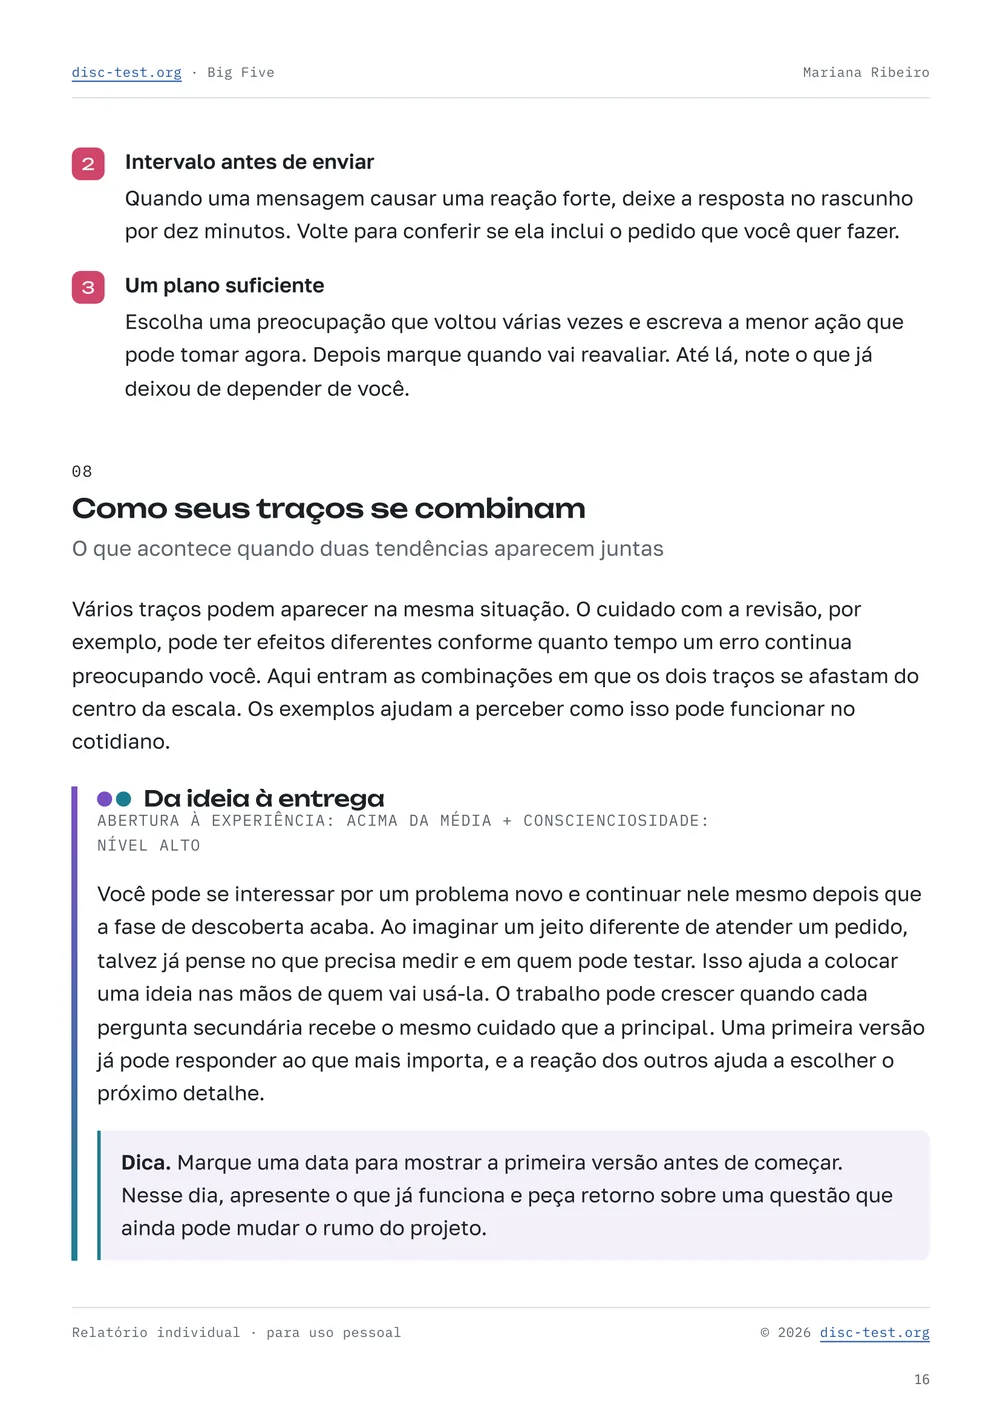 disc-test.org · Big Five
Mariana Ribeiro
2
Intervalo antes de enviar
Quando uma mensagem causar uma reação forte, deixe a resposta no rascunho
por dez minutos. Volte para conferir se ela inclui o pedido que você quer fazer.
3
Um plano suficiente
Escolha uma preocupação que voltou várias vezes e escreva a menor ação que
pode tomar agora. Depois marque quando vai reavaliar. Até lá, note o que já
deixou de depender de você.
08
Como seus traços se combinam
O que acontece quando duas tendências aparecem juntas
Vários traços podem aparecer na mesma situação. O cuidado com a revisão, por
exemplo, pode ter efeitos diferentes conforme quanto tempo um erro continua
preocupando você. Aqui entram as combinações em que os dois traços se afastam do
centro da escala. Os exemplos ajudam a perceber como isso pode funcionar no
cotidiano.
Da ideia à entrega
ABERTURA À EXPERIÊNCIA: ACIMA DA MÉDIA + CONSCIENCIOSIDADE:
NÍVEL ALTO
Você pode se interessar por um problema novo e continuar nele mesmo depois que
a fase de descoberta acaba. Ao imaginar um jeito diferente de atender um pedido,
talvez já pense no que precisa medir e em quem pode testar. Isso ajuda a colocar
uma ideia nas mãos de quem vai usá-la. O trabalho pode crescer quando cada
pergunta secundária recebe o mesmo cuidado que a principal. Uma primeira versão
já pode responder ao que mais importa, e a reação dos outros ajuda a escolher o
próximo detalhe.
Dica. Marque uma data para mostrar a primeira versão antes de começar.
Nesse dia, apresente o que já funciona e peça retorno sobre uma questão que
ainda pode mudar o rumo do projeto.
Relatório individual · para uso pessoal
© 2026 disc-test.org
16